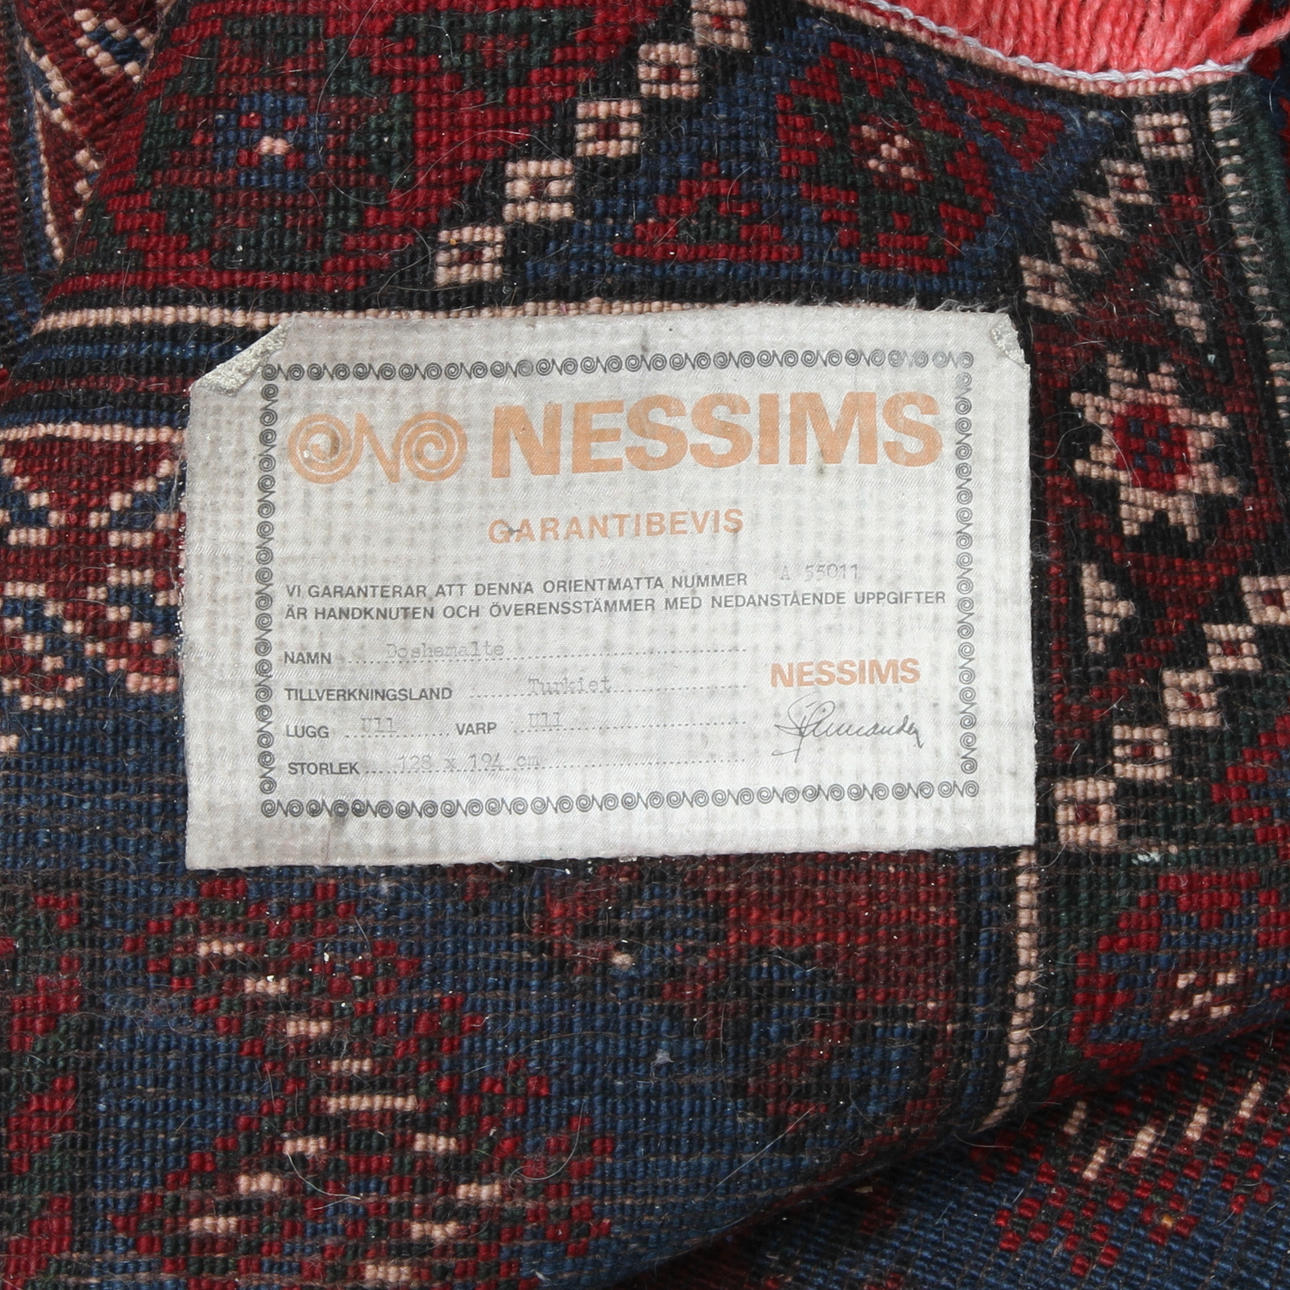 NESSIMS
GARANTIBEVIS
VI GARANTERAR ATT DENNA ORIENTMATTA NUMMER A 55011
ÄR HANDKNUTEN OCH ÖVERENSSTÄMMER MED NEDANSTÅENDE UPPGIFTER
NAMN Doshemalte
TILLVERKNINGSLAND Turkiet
LUGG Ull VARP Ull
STORLEK 128 x 194 cm
NESSIMS